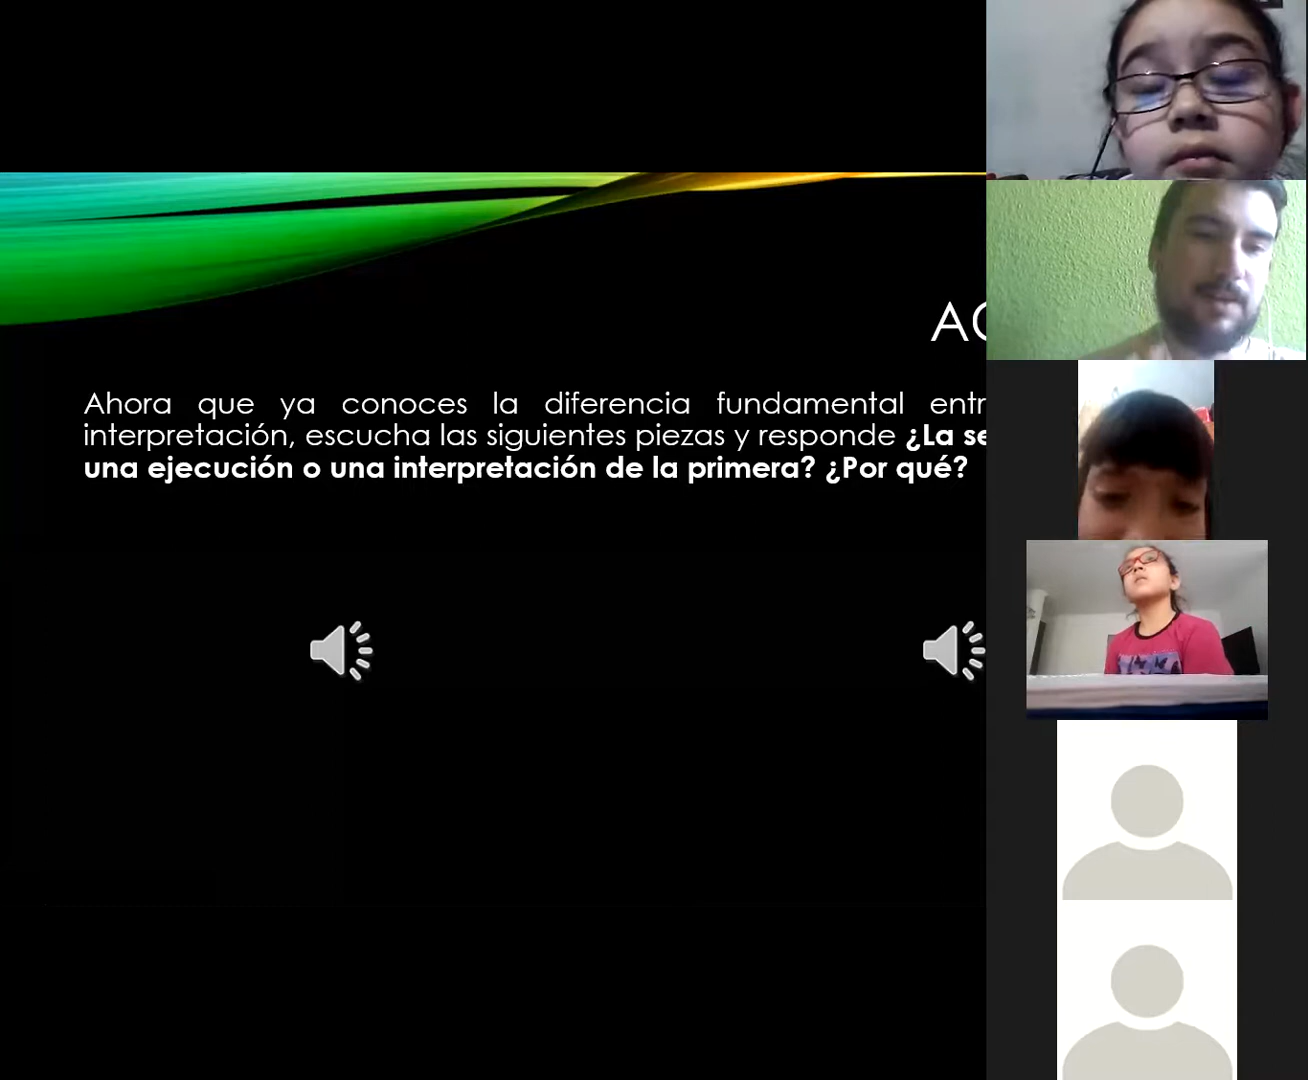 AC
Ahora que ya conoces la diferencia fundamental entr
interpretación, escucha las siguientes piezas y responde ¿La se
una ejecución o una interpretación de la primera? ¿Por qué?